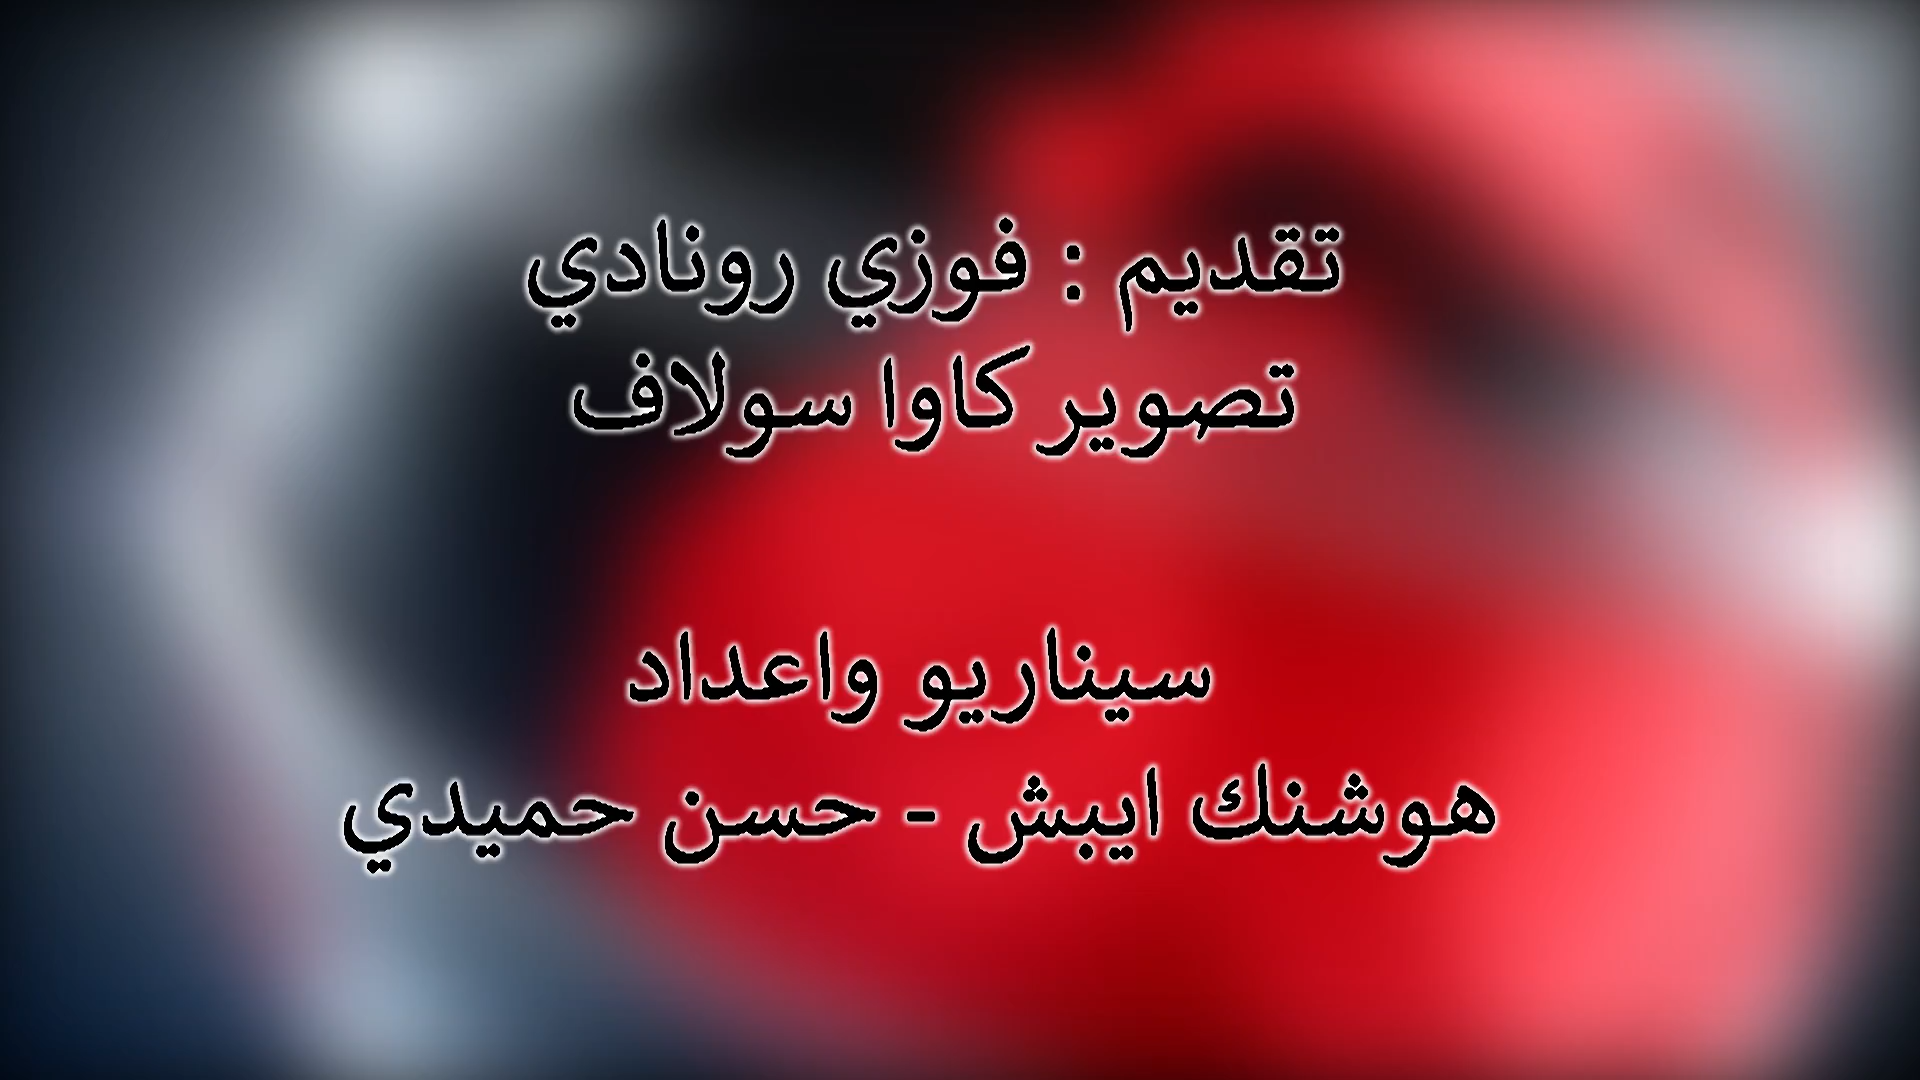 تقديم : فوزي رونادي
تصوير كاوا سولاف
سيناريو واعداد
هوشنك ايبش - حسن حميدي